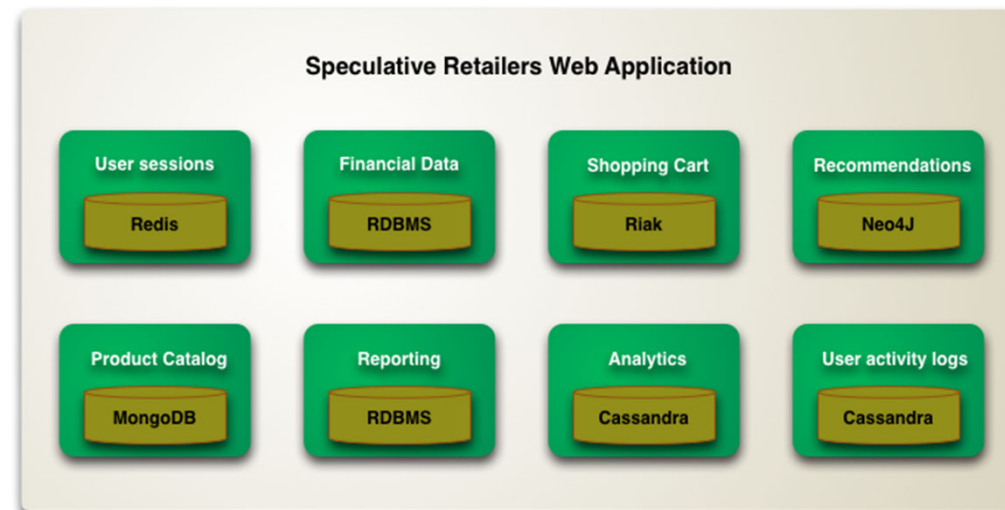 Speculative Retailers Web Application
User sessions
Redis
Financial Data
RDBMS
Shopping Cart
Riak
Recommendations
Neo4J
Product Catalog
MongoDB
Reporting
RDBMS
Analytics
Cassandra
User activity logs
Cassandra